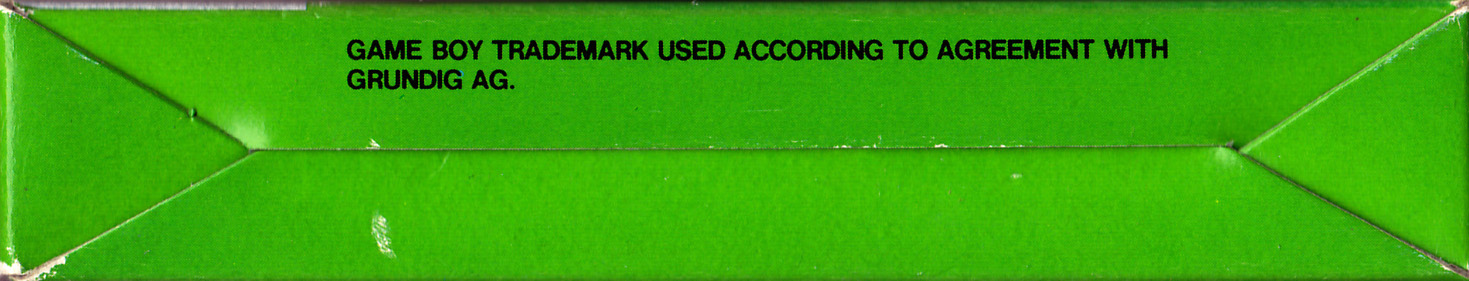 GAME BOY TRADEMARK USED ACCORDING TO AGREEMENT WITH
GRUNDIG AG.